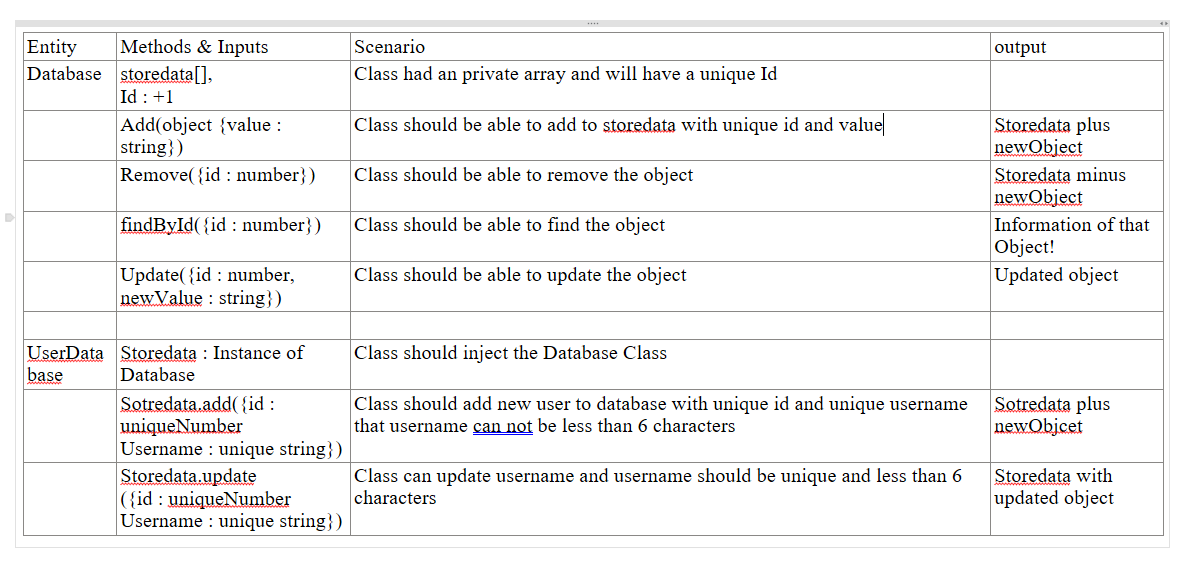 Entity Methods & Inputs Scenario output
Database storedata[], Class had an private array and will have a unique Id
Id : +1
Add(object {value : Class should be able to add to storedata with unique id and value Storedata plus
string}) newObject
Remove({id : number}) Class should be able to remove the object Storedata minus
newObject
findById({id : number}) Class should be able to find the object Information of that
Object!
Update({id : number, Class should be able to update the object Updated object
newValue : string})
UserData Storedata : Instance of Class should inject the Database Class
base Database
Sotredata.add({id : Class should add new user to database with unique id and unique username Sotredata plus
uniqueNumber that username can not be less than 6 characters newObjcet
Username : unique string})
Storedata.update Class can update username and username should be unique and less than 6 Storedata with
({id : uniqueNumber characters updated object
Username : unique string})